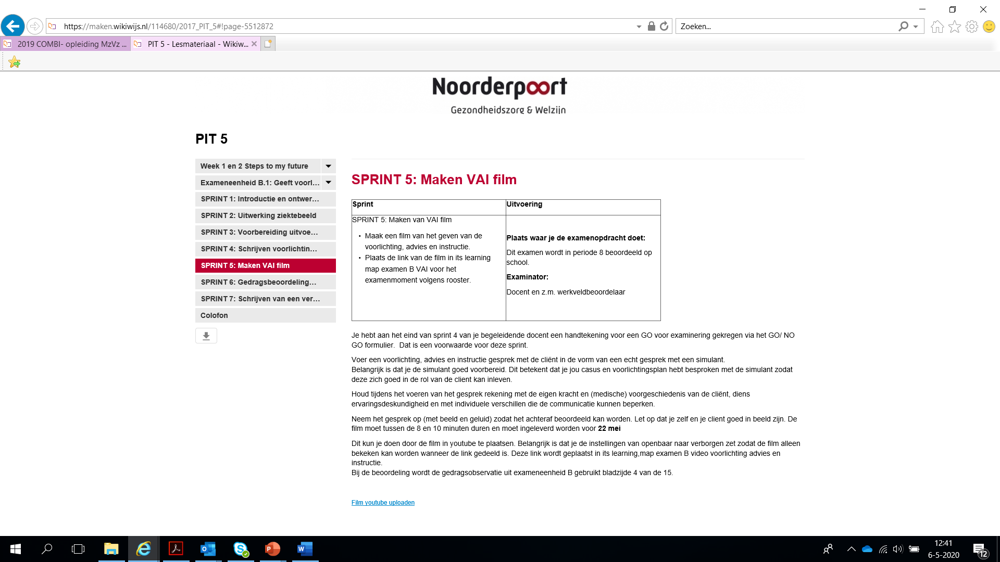 https://maken.wikiwijs.nl/114680/2017_PIT_5#!page-5512872
Zoeken...
2019 COMBI- opleiding MzVz ...
PIT 5 - Lesmateriaal - Wikiw...
Noorderpoort
Gezondheidszorg & Welzijn
PIT 5
Week 1 en 2 Steps to my future
Exameneenheid B.1: Geeft voorl...
SPRINT 1: Introductie en ontwer...
SPRINT 2: Uitwerking ziektebeeld
SPRINT 3: Voorbereiding uitvoe...
SPRINT 4: Schrijven voorlichtin...
SPRINT 5: Maken VAI film
SPRINT 6: Gedragsbeoordeling...
SPRINT 7: Schrijven van een ver...
Colofon
SPRINT 5: Maken VAI film
Sprint
Uitvoering
SPRINT 5: Maken van VAI film
• Maak een film van het geven van de
voorlichting, advies en instructie.
• Plaats de link van de film in its learning
map examen B VAI voor het
examenmoment volgens rooster.
Plaats waar je de examenopdracht doet:
Dit examen wordt in periode 8 beoordeeld op
school.
Examinator:
Docent en z.m. werkveldbeoordelaar
Je hebt aan het eind van sprint 4 van je begeleidende docent een handtekening voor een GO voor examinering gekregen via het GO/ NO
GO formulier.  Dat is een voorwaarde voor deze sprint.
Voer een voorlichting, advies en instructie gesprek met de cliënt in de vorm van een echt gesprek met een simulant.
Belangrijk is dat je de simulant goed voorbereid. Dit betekent dat je jou casus en voorlichtingsplan hebt besproken met de simulant zodat
deze zich goed in de rol van de client kan inleven.
Houd tijdens het voeren van het gesprek rekening met de eigen kracht en (medische) voorgeschiedenis van de cliënt, diens
ervaringsdeskundigheid en met individuele verschillen die de communicatie kunnen beperken.
Neem het gesprek op (met beeld en geluid) zodat het achteraf beoordeeld kan worden. Let op dat je zelf en je client goed in beeld zijn. De
film moet tussen de 8 en 10 minuten duren en moet ingeleverd worden voor 22 mei
Dit kun je doen door de film in youtube te plaatsen. Belangrijk is dat je de instellingen van openbaar naar verborgen zet zodat de film alleen
bekeken kan worden wanneer de link gedeeld is. Deze link wordt geplaatst in its learning,map examen B video voorlichting advies en
instructie.
Bij de beoordeling wordt de gedragsobservatie uit exameneenheid B gebruikt bladzijde 4 van de 15.
Film youtube uploaden
12:41
6-5-2020
12